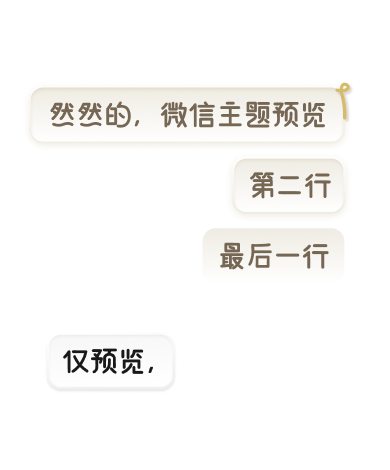 然然的，微信主题预览
第二行
最后一行
仅预览，